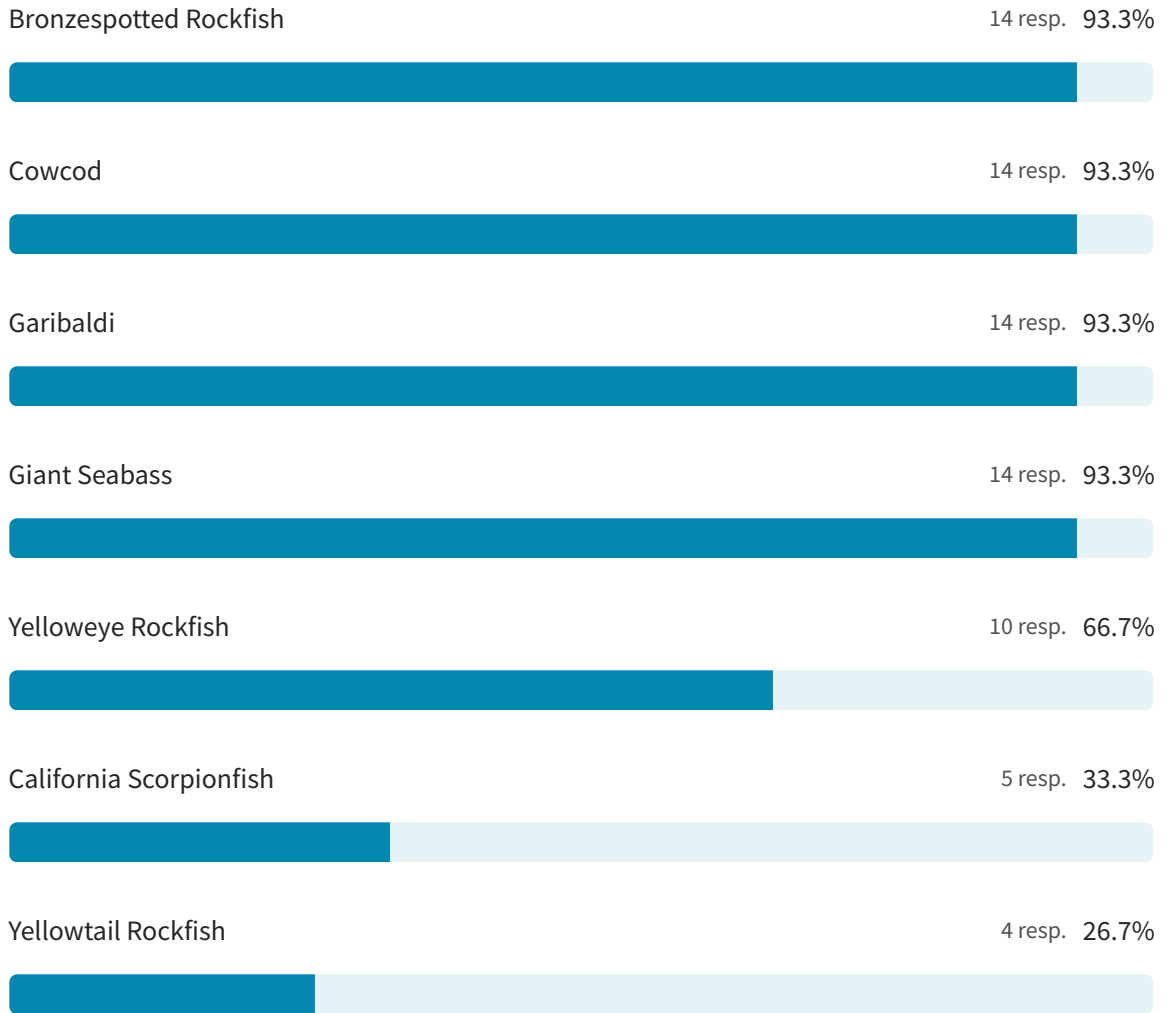 Bronzespotted Rockfish 14 resp. 93.3%
Cowcod 14 resp. 93.3%
Garibaldi 14 resp. 93.3%
Giant Seabass 14 resp. 93.3%
Yelloweye Rockfish 10 resp. 66.7%
California Scorpionfish 5 resp. 33.3%
Yellowtail Rockfish 4 resp. 26.7%